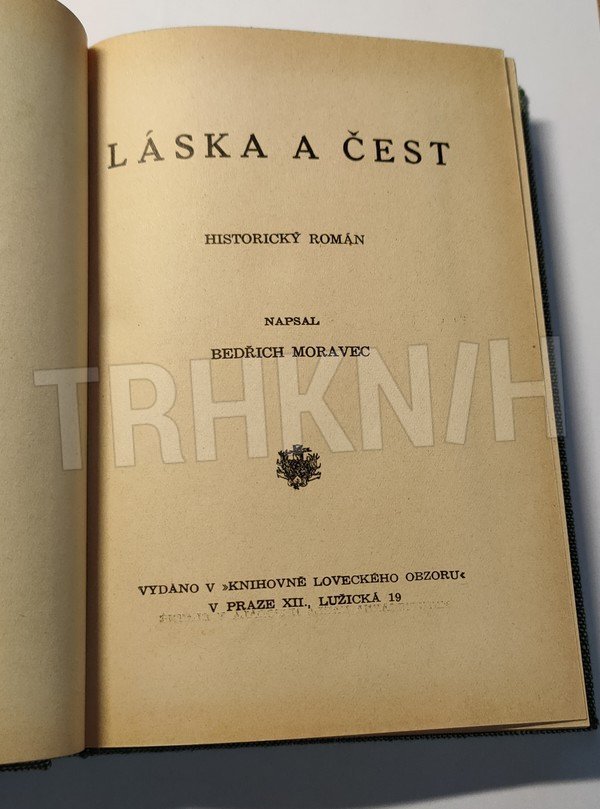 LÁSKA A ČEST
HISTORICKÝ ROMÁN
NAPSAL
BEDŘICH MORAVEC
TRHKNIH
VYDÁNO V »KNIHOVNĚ LOVECKÉHO OBZORU«
V PRAZE XII., LUŽICKÁ 19